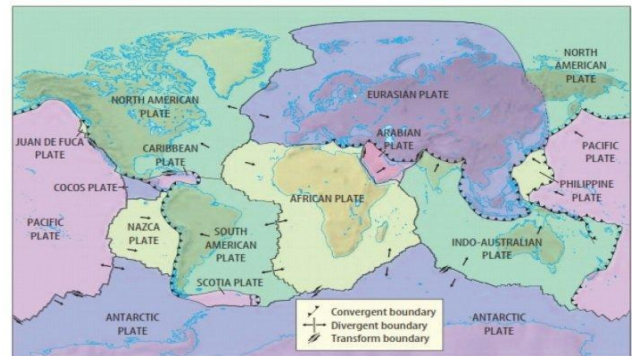 NORTH
AMERICAN
PLATE
EURASIAN PLATE
NORTH AMERICAN
PLATE
ARABIAN
PLATE
JUAN DE FUCA
PLATE
CARIBBEAN
PLATE
PACIFIC
PLATE
COCOS PLATE
PHILIPPINE
PLATE
AFRICAN PLATE
PACIFIC
PLATE
NAZCA
PLATE
SOUTH
AMERICAN
PLATE
INDO-AUSTRALIAN
PLATE
SCOTIA PLATE
ANTARCTIC
PLATE
Convergent boundary
Divergent boundary
Transform boundary
ANTARCTIC
PLATE